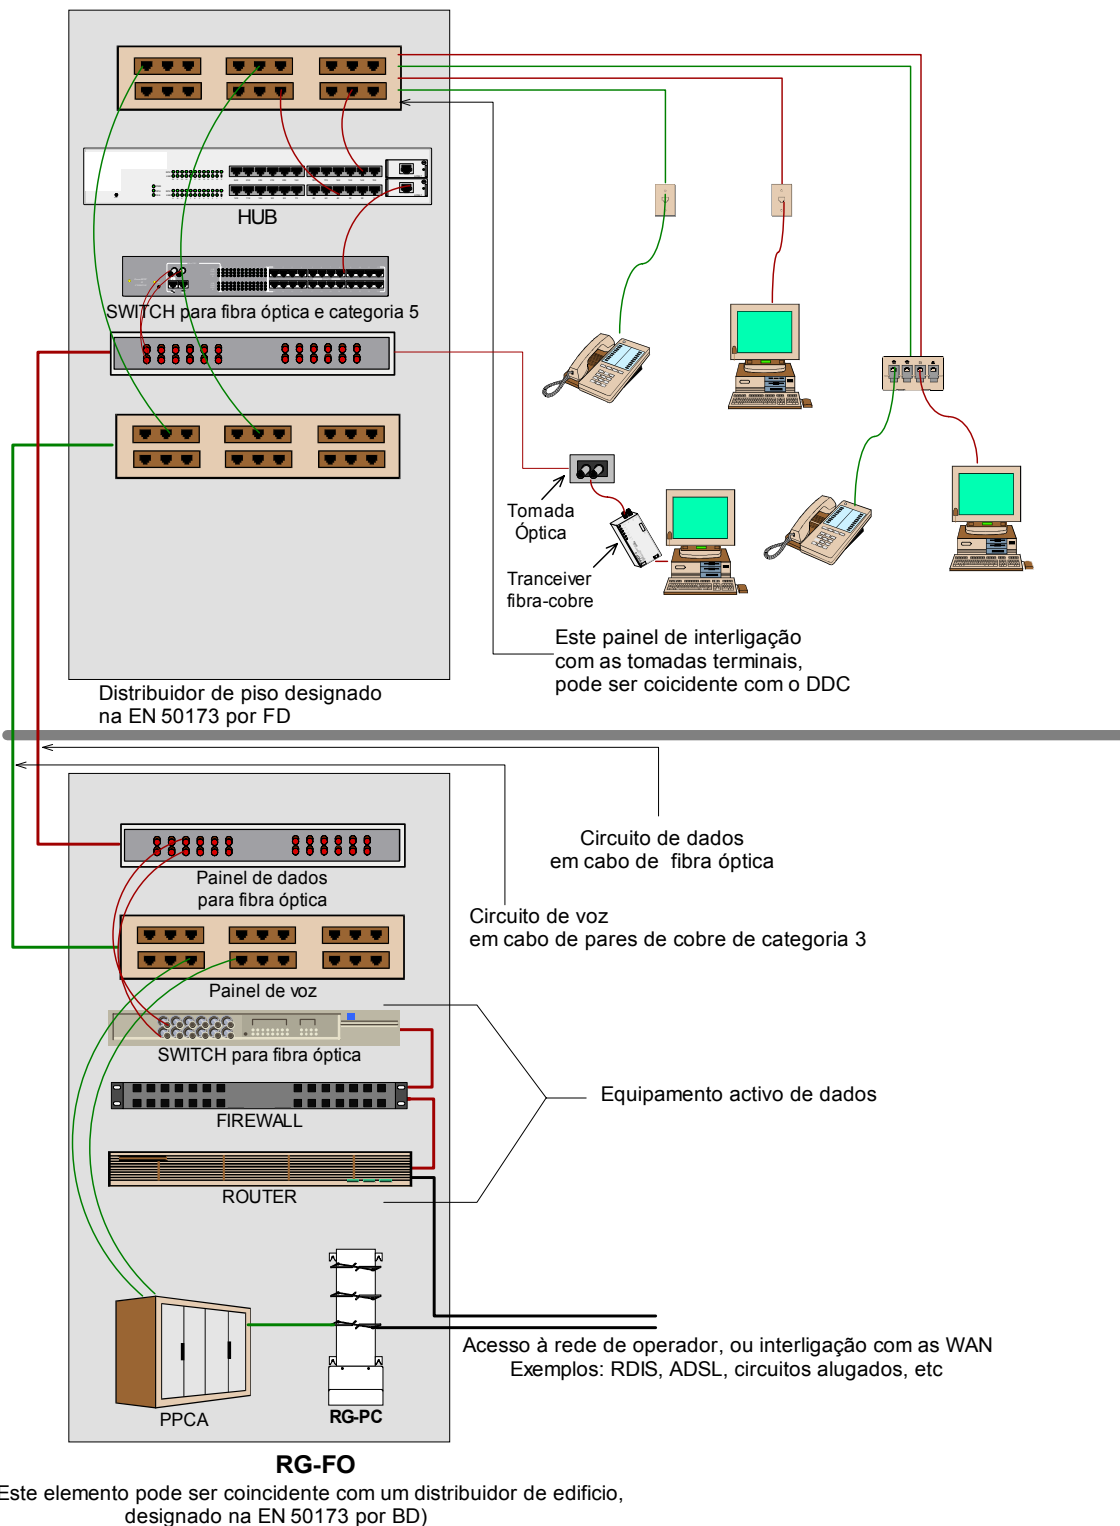 HUB
SWITCH para fibra óptica e categoria 5
Tomada
Óptica
Tranceiver
fibra-cobre
Este painel de interligação
com as tomadas terminais,
pode ser coicidente com o DDC
Distribuidor de piso designado
na EN 50173 por FD
Circuito de dados
em cabo de fibra óptica
Painel de dados
para fibra óptica
Circuito de voz
em cabo de pares de cobre de categoria 3
Painel de voz
SWITCH para fibra óptica
Equipamento activo de dados
FIREWALL
ROUTER
Acesso à rede de operador, ou interligação com as WAN
Exemplos: RDIS, ADSL, circuitos alugados, etc
PPCA
RG-PC
RG-FO
Este elemento pode ser coincidente com um distribuidor de edificio,
designado na EN 50173 por BD)